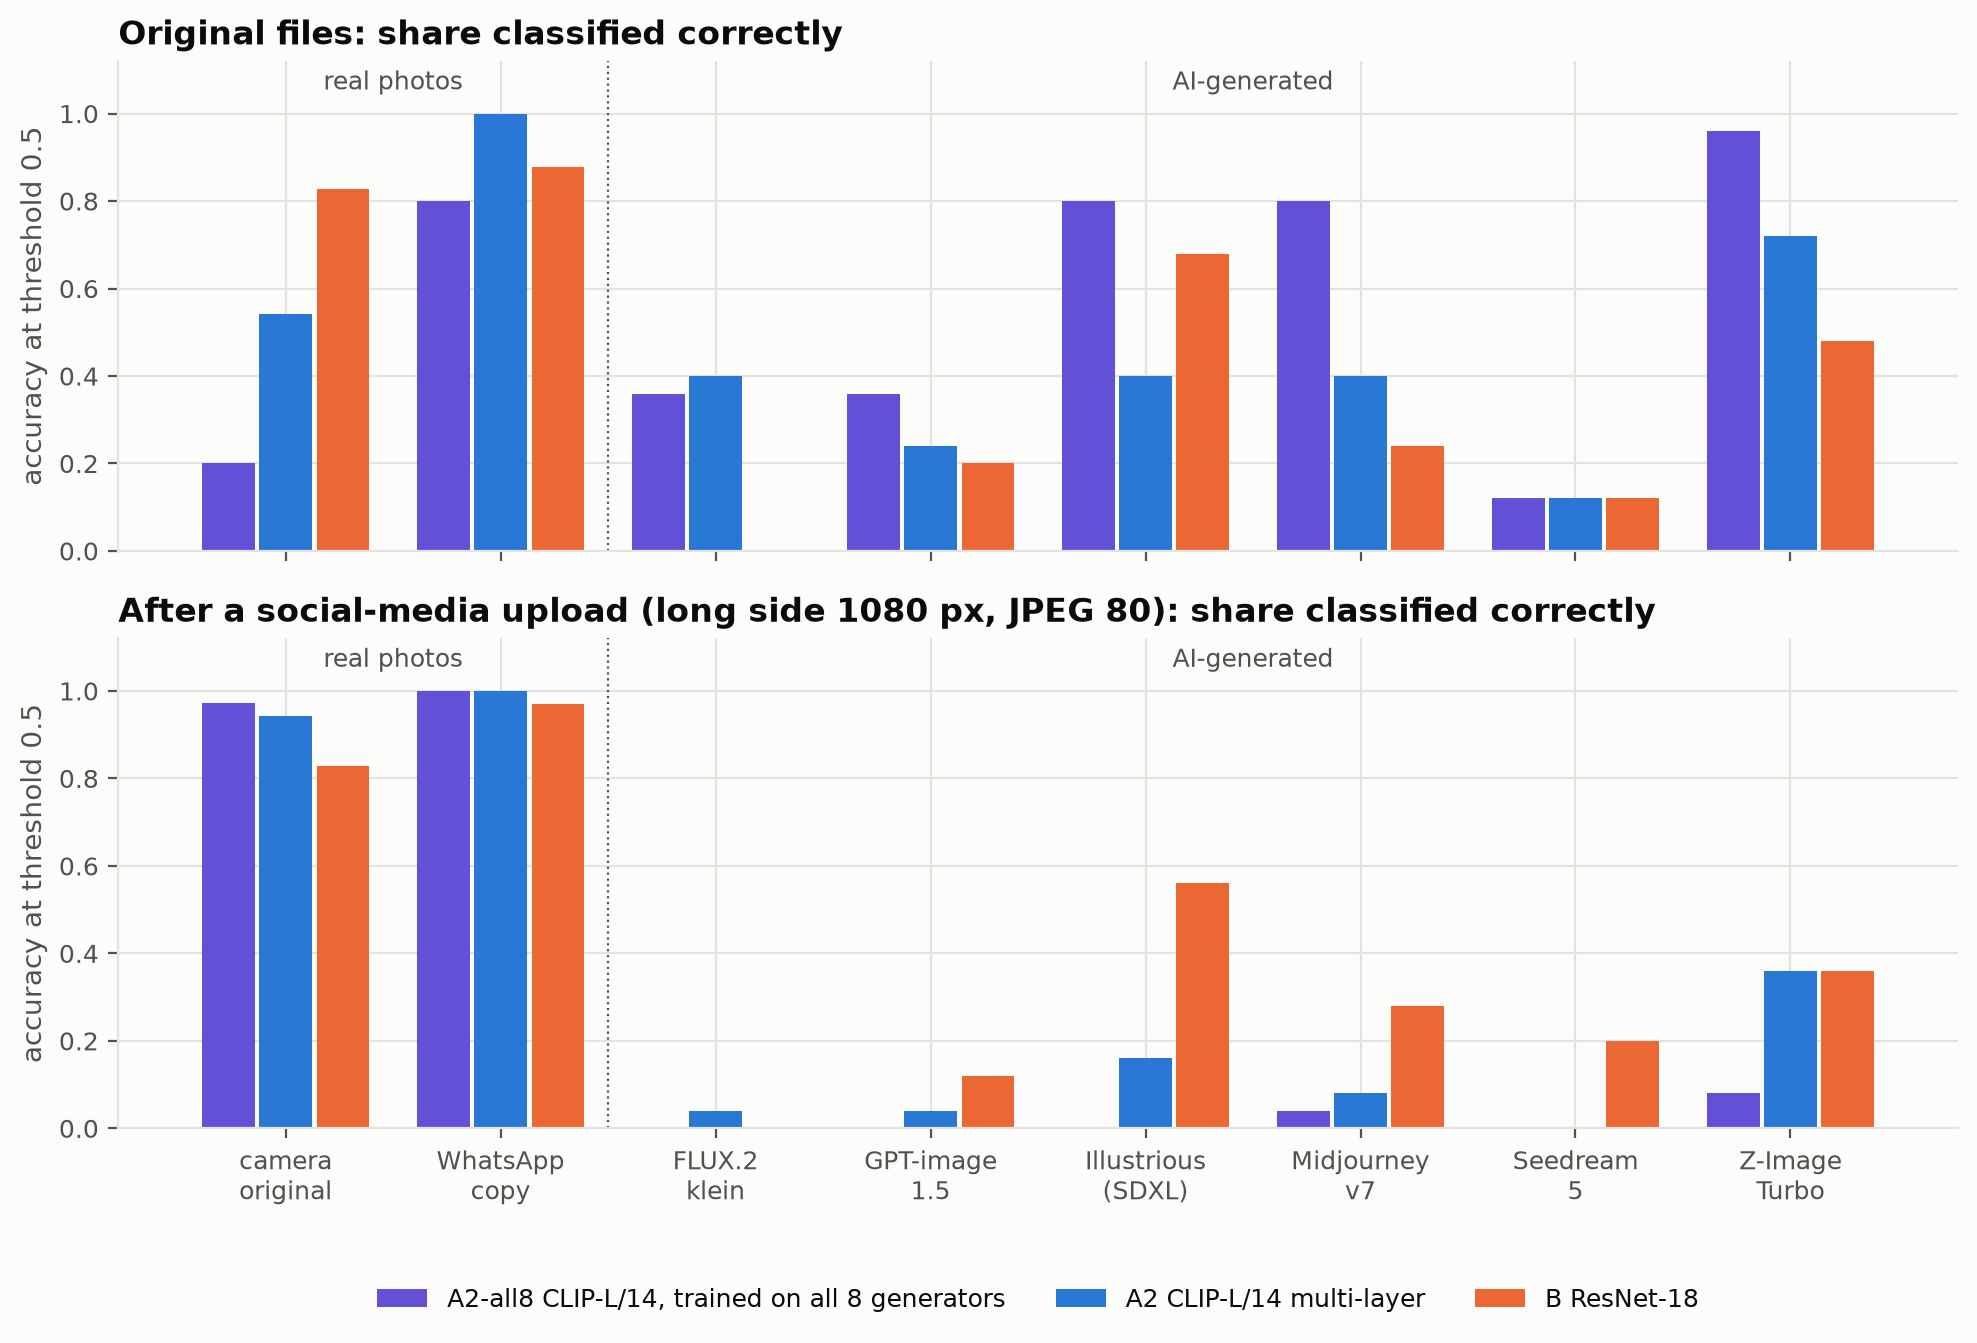 Original files: share classified correctly
real photos
AI-generated
accuracy at threshold 0.5
1.0
0.8
0.6
0.4
0.2
0.0
After a social-media upload (long side 1080 px, JPEG 80): share classified correctly
real photos
AI-generated
accuracy at threshold 0.5
1.0
0.8
0.6
0.4
0.2
0.0
camera
original
WhatsApp
copy
FLUX.2
klein
GPT-image
1.5
Illustrious
(SDXL)
Midjourney
v7
Seedream
5
Z-Image
Turbo
A2-all8 CLIP-L/14, trained on all 8 generators
A2 CLIP-L/14 multi-layer
B ResNet-18